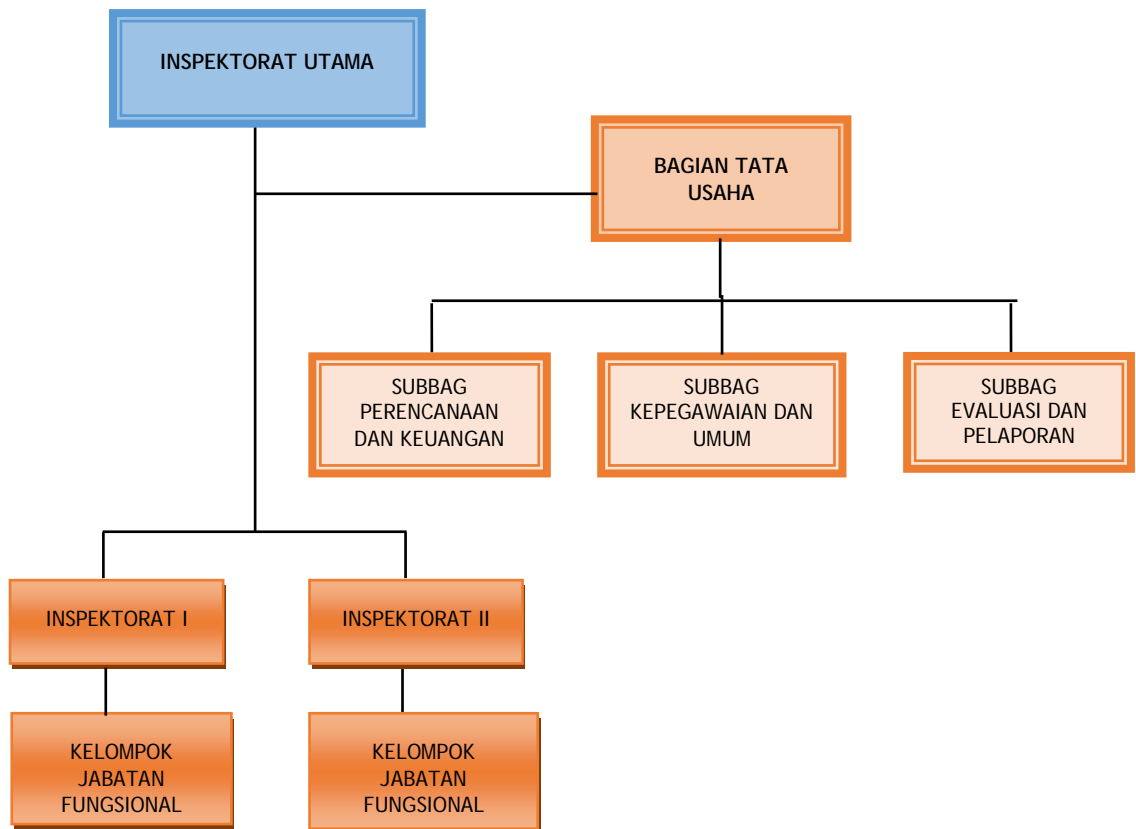 INSPEKTORAT UTAMA
BAGIAN TATA
USAHA
SUBBAG
PERENCANAAN
DAN KEUANGAN
SUBBAG
KEPEGAWAIAN DAN
UMUM
SUBBAG
EVALUASI DAN
PELAPORAN
INSPEKTORAT I
INSPEKTORAT II
KELOMPOK
JABATAN
FUNGSIONAL
KELOMPOK
JABATAN
FUNGSIONAL